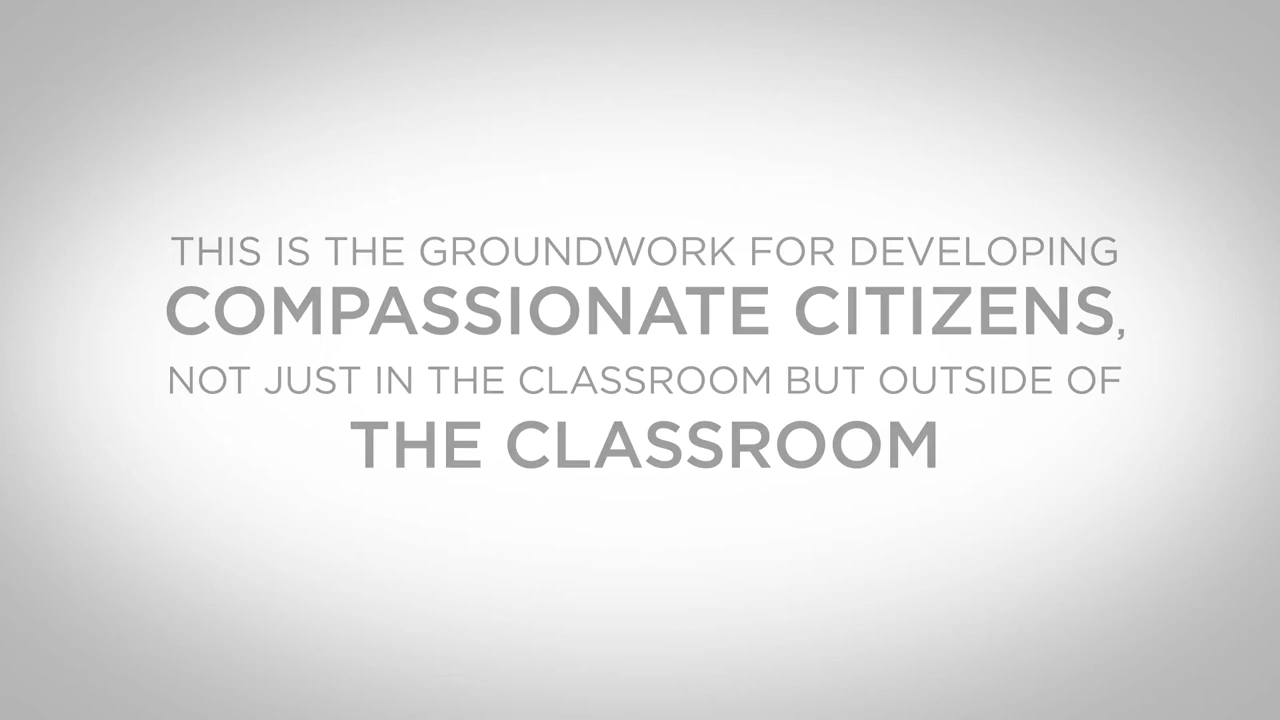 THIS IS THE GROUNDWORK FOR DEVELOPING
COMPASSIONATE CITIZENS,
NOT JUST IN THE CLASSROOM BUT OUTSIDE OF
THE CLASSROOM